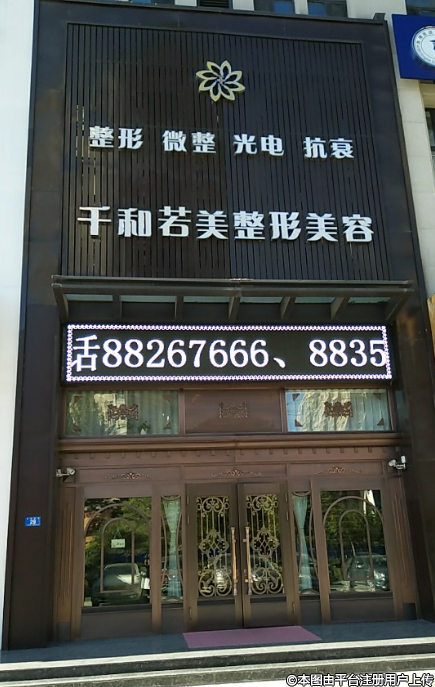 整形 微整 光电 抗衰
千和若美整形美容
舌88267666、8835
©本图由平台注册用户上传